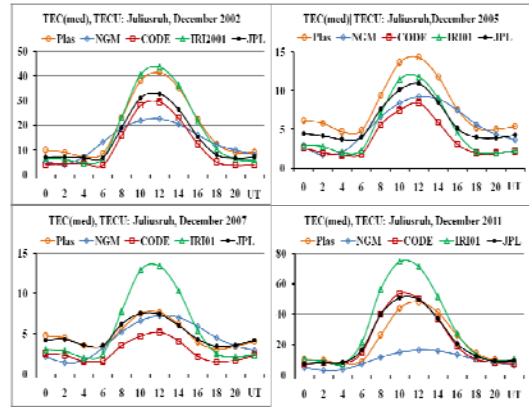 TEC(med), TECU: Juliusruh, December 2002
Plas NGM CODE IRI2001 JPL
50
40
30
20
10
0
0 2 4 6 8 10 12 14 16 18 20 UT
TEC(med), TECU: Juliusruh, December 2005
Plas NGM CODE IRI01 JPL
15
10
5
0
0 2 4 6 8 10 12 14 16 18 20 UT
TEC(med), TECU: Juliusruh, December 2007
Plas NGM CODE IRI01 JPL
15
10
5
0
0 2 4 6 8 10 12 14 16 18 20 UT
TEC(med), TECU: Juliusruh, December 2011
Plas NGM CODE IRI01 JPL
80
60
40
20
0
0 2 4 6 8 10 12 14 16 18 20 UT